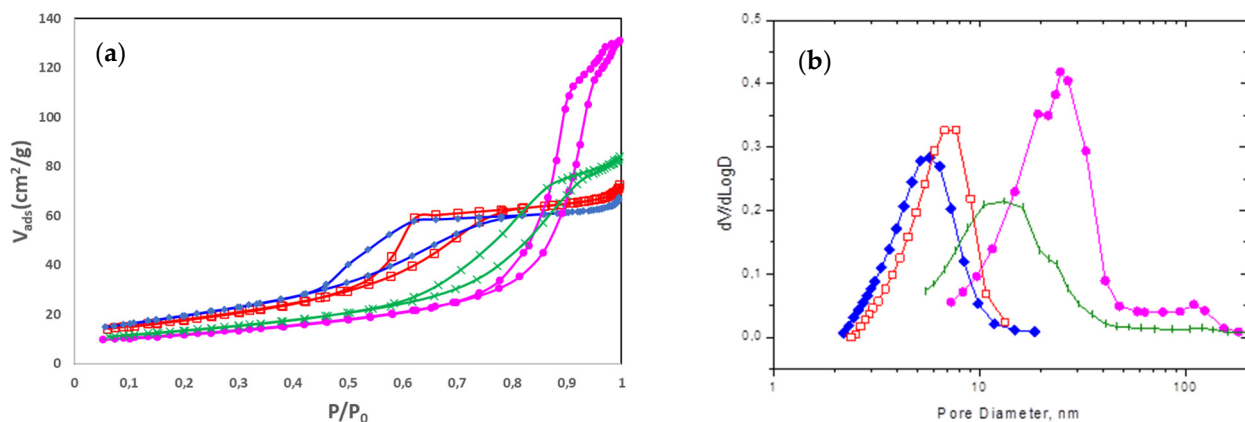 (a)
V_ads(cm²/g)
140
120
100
80
60
40
20
0
0 0,1 0,2 0,3 0,4 0,5 0,6 0,7 0,8 0,9 1
P/P₀
(b)
dV/dLogD
0,5
0,4
0,3
0,2
0,1
0,0
1 10 100
Pore Diameter, nm